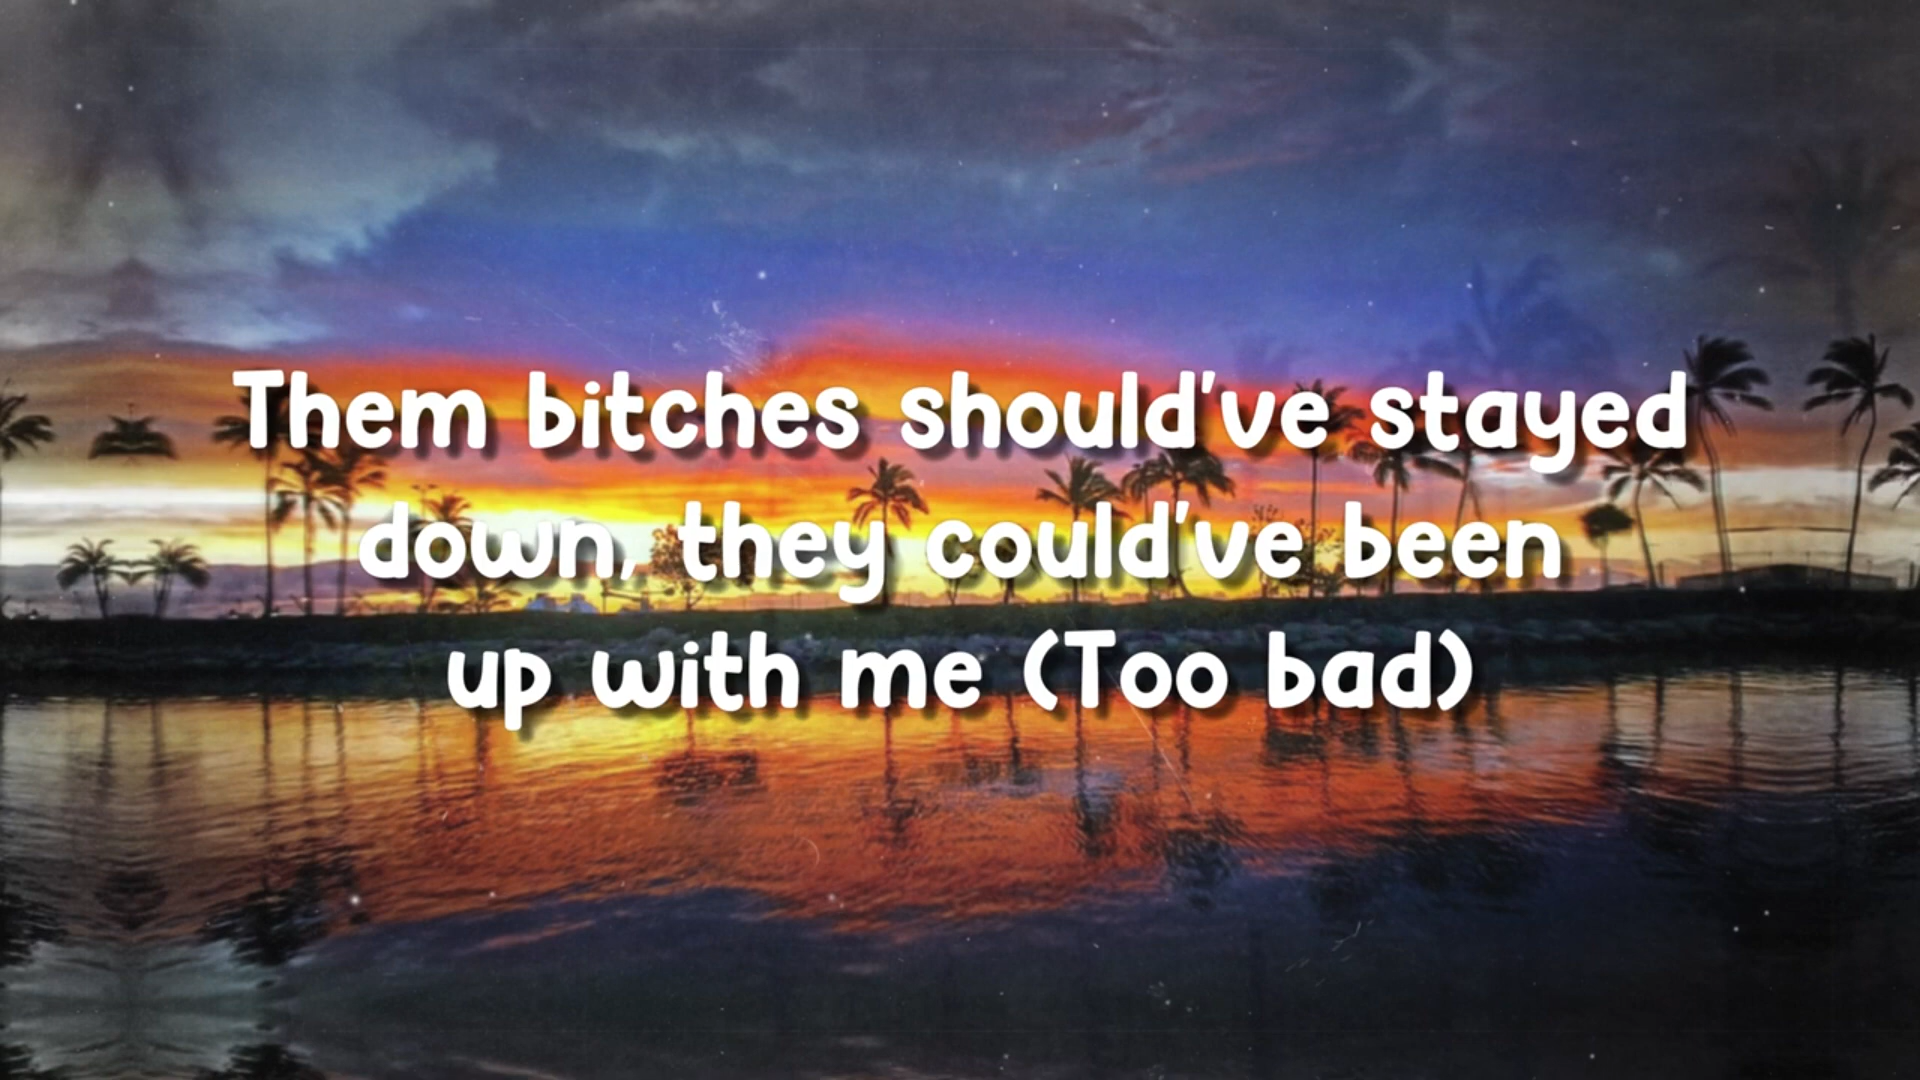 Them bitches should've stayed
down, they could've been
up with me (Too bad)